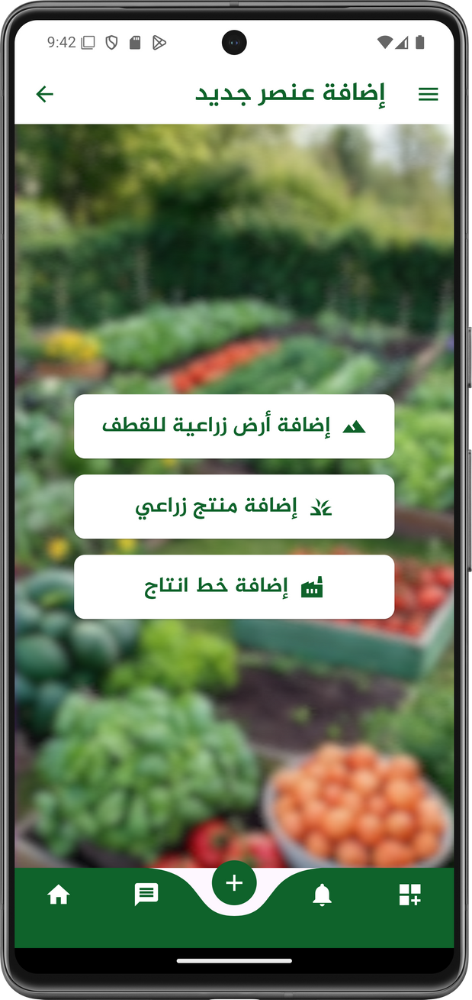 9:42
إضافة عنصر جديد
إضافة أرض زراعية للقطف
إضافة منتج زراعي
إضافة خط انتاج